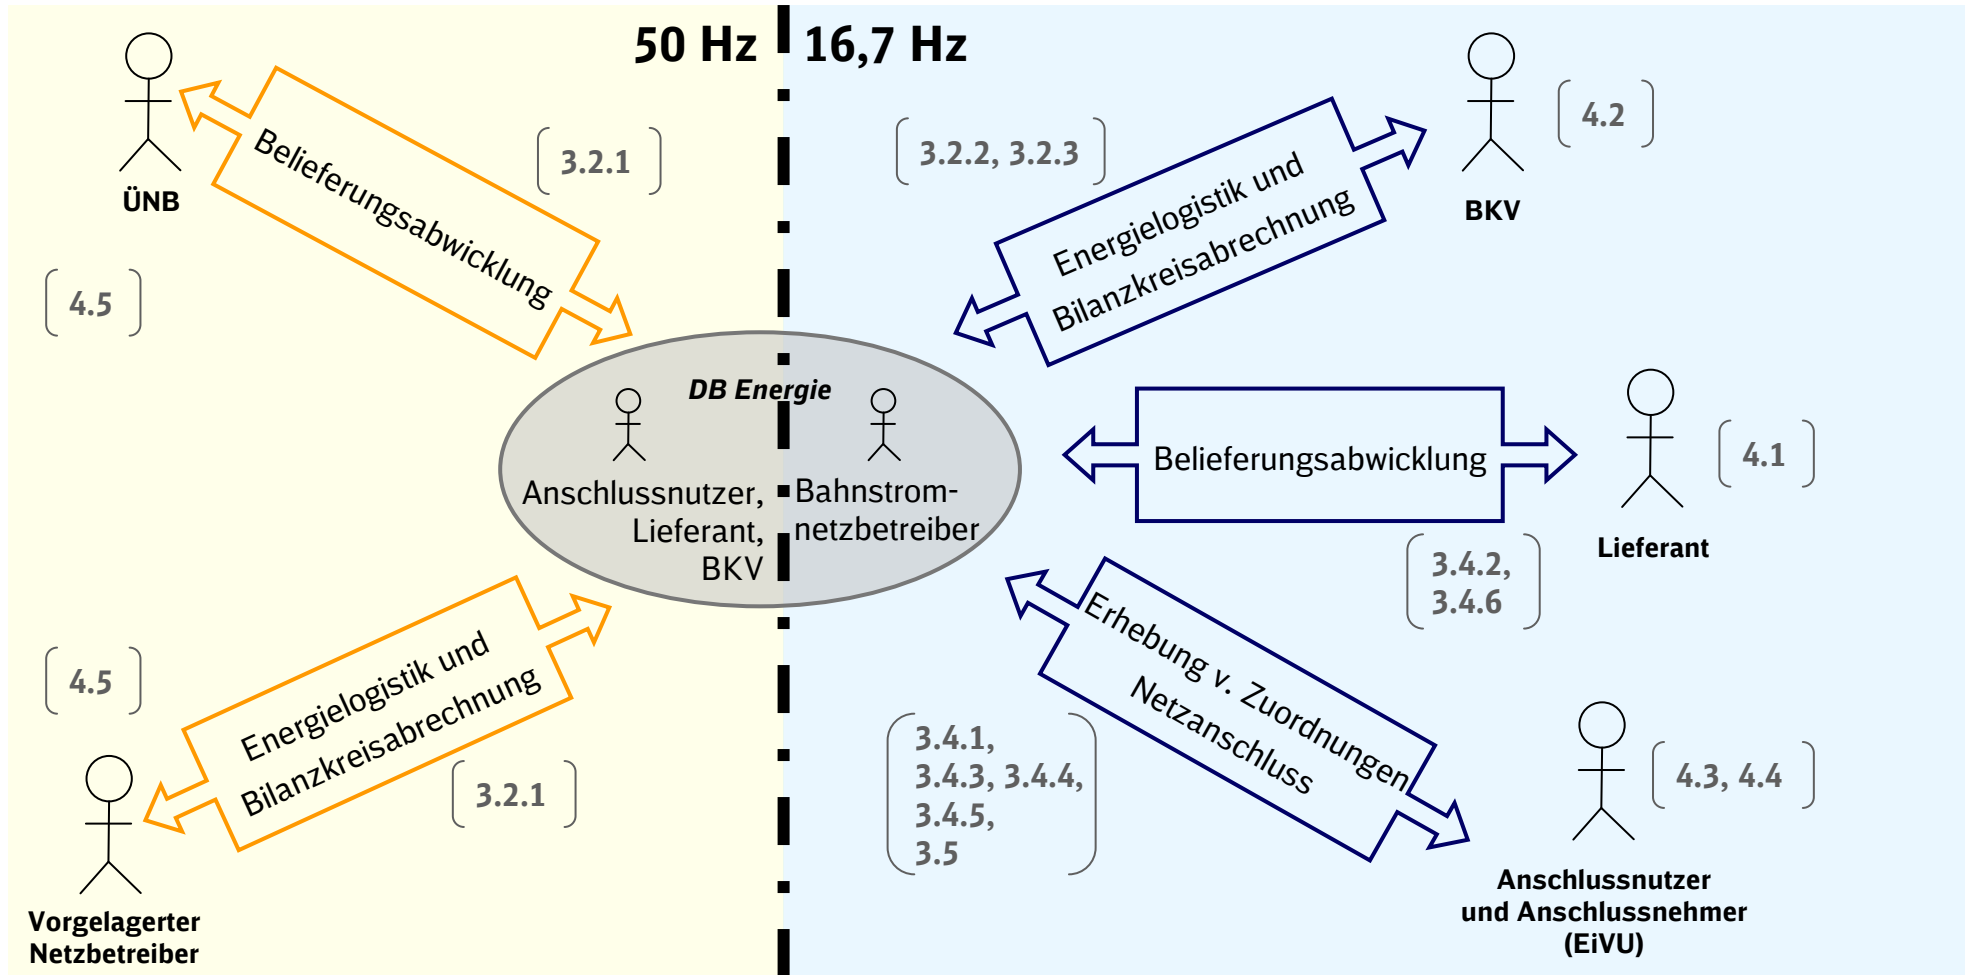 50 Hz
16,7 Hz
ÜNB
Belieferungsabwicklung
3.2.1
4.5
3.2.2, 3.2.3
Energielogistik und
Bilanzkreisabrechnung
BKV
4.2
DB Energie
Anschlussnutzer,
Lieferant,
BKV
Bahnstrom-
netzbetreiber
Belieferungsabwicklung
Lieferant
4.1
3.4.2,
3.4.6
4.5
Energielogistik und
Bilanzkreisabrechnung
3.2.1
Vorgelagerter
Netzbetreiber
Erhebung v. Zuordnungen
Netzanschluss
3.4.1,
3.4.3, 3.4.4,
3.4.5,
3.5
4.3, 4.4
Anschlussnutzer
und Anschlussnehmer
(EiVU)